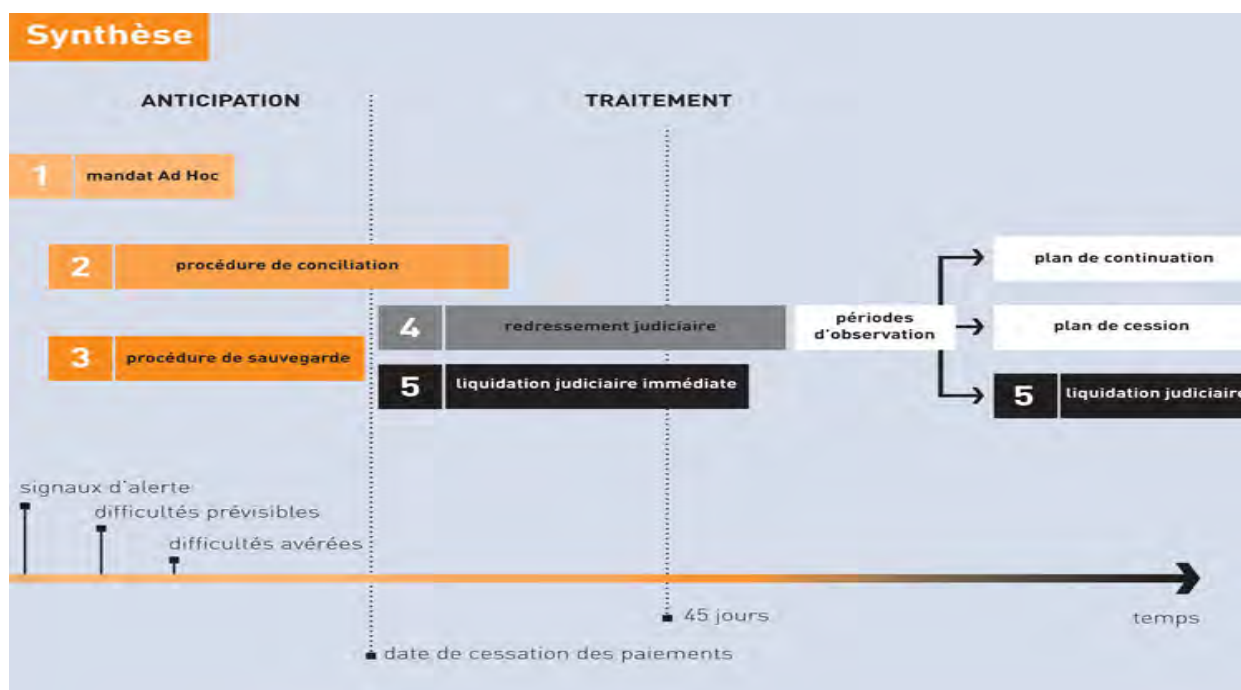 Synthèse
ANTICIPATION
TRAITEMENT
1 mandat Ad Hoc
2 procédure de conciliation
plan de continuation
4 redressement judiciaire
périodes
d'observation
plan de cession
3 procédure de sauvegarde
5 liquidation judiciaire immédiate
5 liquidation judiciaire
signaux d'alerte
difficultés prévisibles
difficultés avérées
45 jours
temps
date de cessation des paiements